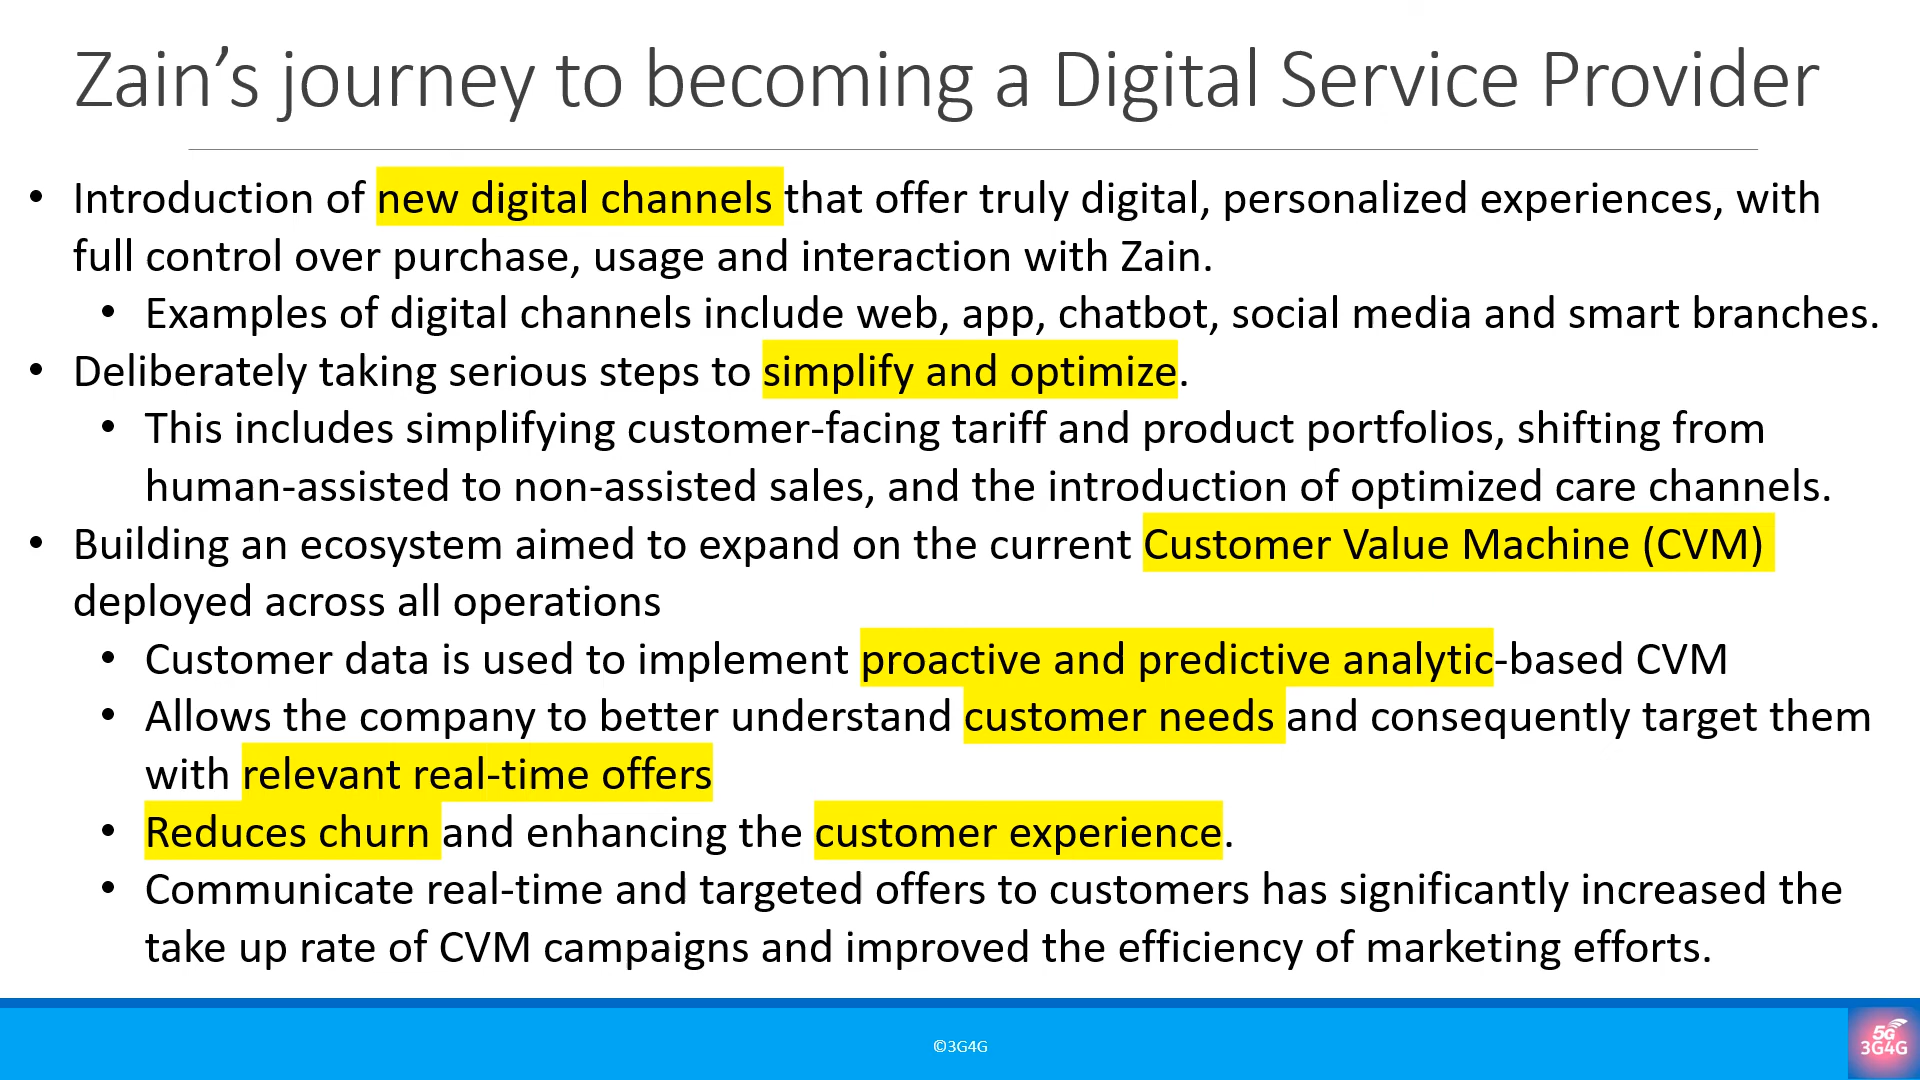 Zain’s journey to becoming a Digital Service Provider
• Introduction of new digital channels that offer truly digital, personalized experiences, with
full control over purchase, usage and interaction with Zain.
• Examples of digital channels include web, app, chatbot, social media and smart branches.
• Deliberately taking serious steps to simplify and optimize.
• This includes simplifying customer-facing tariff and product portfolios, shifting from
human-assisted to non-assisted sales, and the introduction of optimized care channels.
• Building an ecosystem aimed to expand on the current Customer Value Machine (CVM)
deployed across all operations
• Customer data is used to implement proactive and predictive analytic-based CVM
• Allows the company to better understand customer needs and consequently target them
with relevant real-time offers
• Reduces churn and enhancing the customer experience.
• Communicate real-time and targeted offers to customers has significantly increased the
take up rate of CVM campaigns and improved the efficiency of marketing efforts.
©3G4G
5G
3G4G